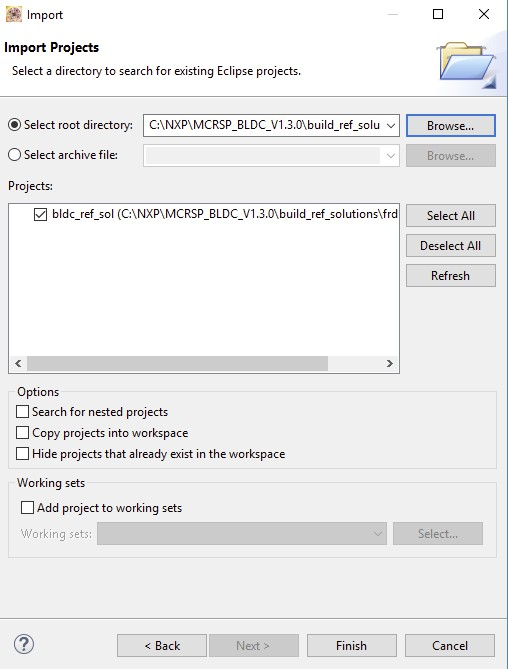 Import
Import Projects
Select a directory to search for existing Eclipse projects.
Select root directory: C:\NXP\MCRSP_BLDC_V1.3.0\build_ref_solu Browse...
Select archive file: Browse...
Projects:
bldc_ref_sol (C:\NXP\MCRSP_BLDC_V1.3.0\build_ref_solutions\frd
Select All
Deselect All
Refresh
Options
Search for nested projects
Copy projects into workspace
Hide projects that already exist in the workspace
Working sets
Add project to working sets
Working sets: Select...
? < Back Next > Finish Cancel